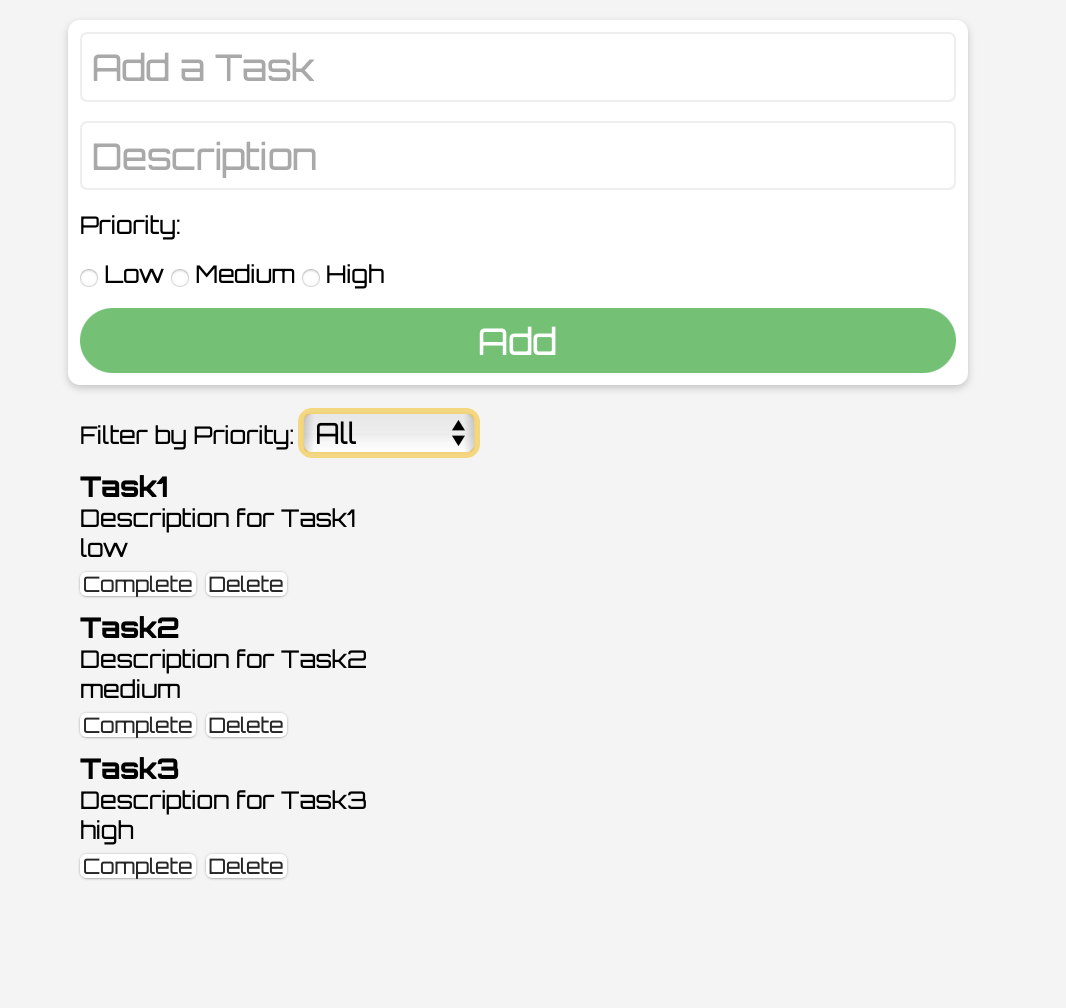 Add a Task
Description
Priority:
Low Medium High
Add
Filter by Priority: All
Task1
Description for Task1
low
Complete Delete
Task2
Description for Task2
medium
Complete Delete
Task3
Description for Task3
high
Complete Delete